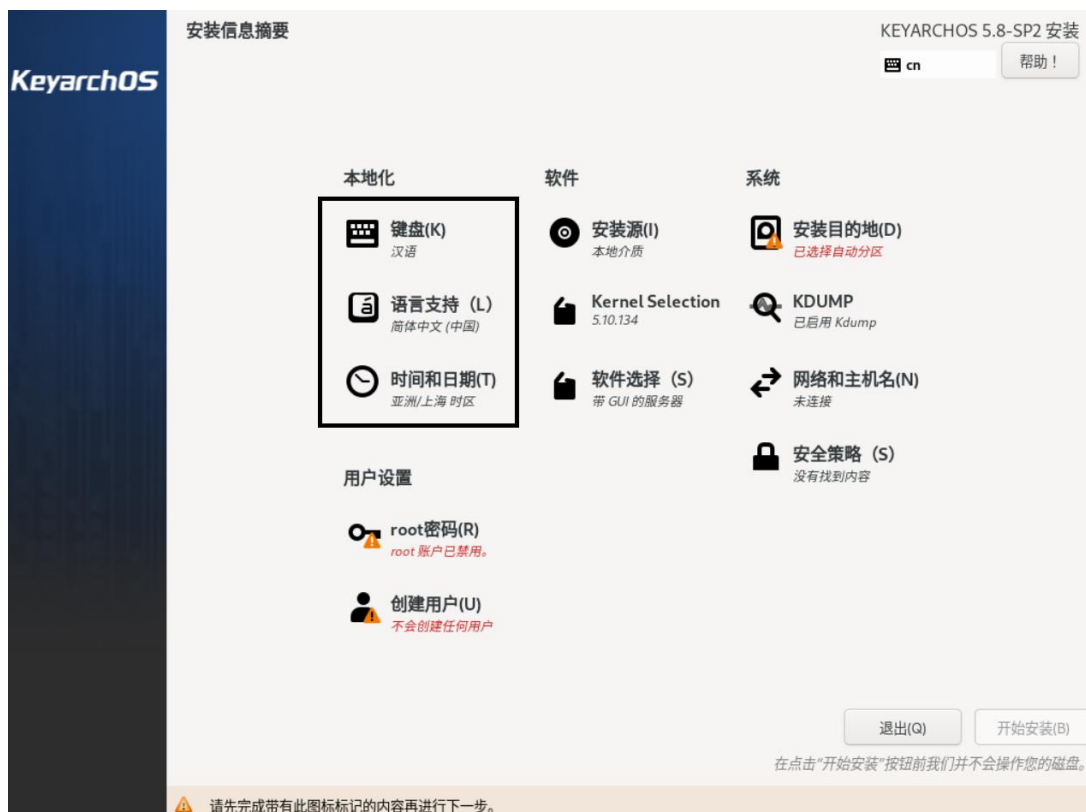 安装信息摘要
KEYARCHOS 5.8-SP2 安装
cn
帮助！
KeyarchOS
本地化
键盘(K)
汉语
语言支持（L）
简体中文 (中国)
时间和日期(T)
亚洲/上海 时区
软件
安装源(I)
本地介质
Kernel Selection
5.10.134
软件选择（S）
带 GUI 的服务器
系统
安装目的地(D)
已选择自动分区
KDUMP
已启用 Kdump
网络和主机名(N)
未连接
安全策略（S）
没有找到内容
用户设置
root密码(R)
root 账户已禁用。
创建用户(U)
不会创建任何用户
退出(Q)
开始安装(B)
在点击“开始安装”按钮前我们并不会操作您的磁盘。
请先完成带有此图标标记的内容再进行下一步。